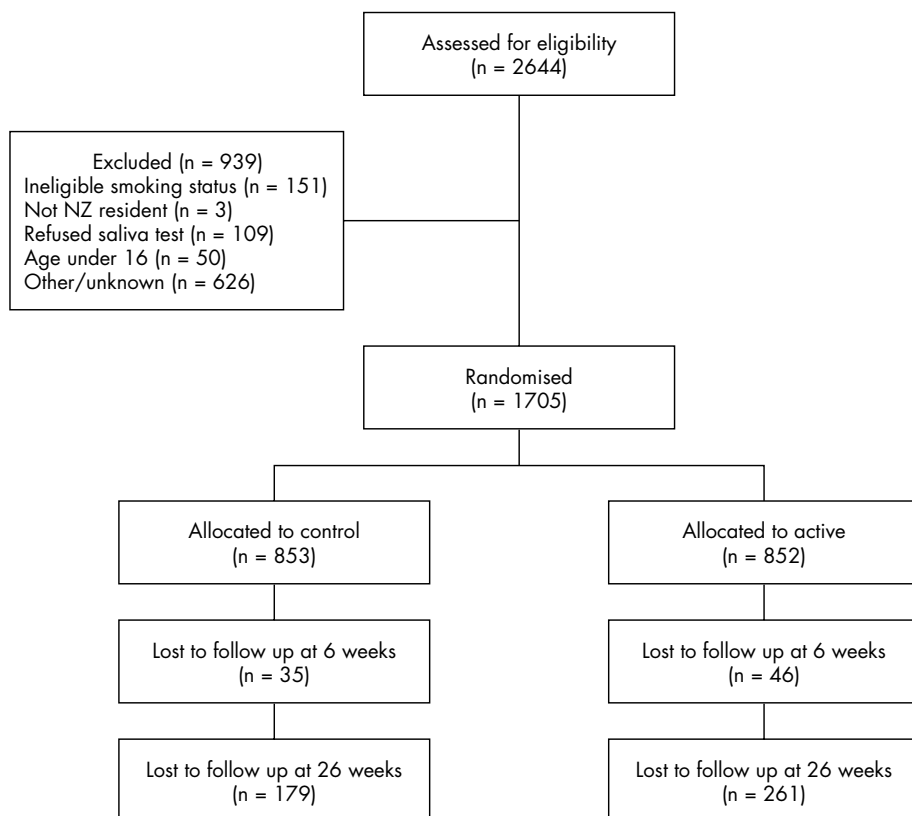 Assessed for eligibility
(n = 2644)
Excluded (n = 939)
Ineligible smoking status (n = 151)
Not NZ resident (n = 3)
Refused saliva test (n = 109)
Age under 16 (n = 50)
Other/unknown (n = 626)
Randomised
(n = 1705)
Allocated to control
(n = 853)
Allocated to active
(n = 852)
Lost to follow up at 6 weeks
(n = 35)
Lost to follow up at 6 weeks
(n = 46)
Lost to follow up at 26 weeks
(n = 179)
Lost to follow up at 26 weeks
(n = 261)